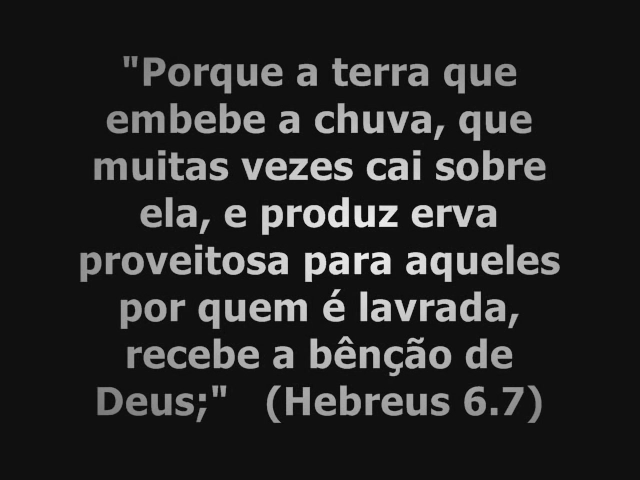 "Porque a terra que
embebe a chuva, que
muitas vezes cai sobre
ela, e produz erva
proveitosa para aqueles
por quem é lavrada,
recebe a bênção de
Deus;" (Hebreus 6.7)